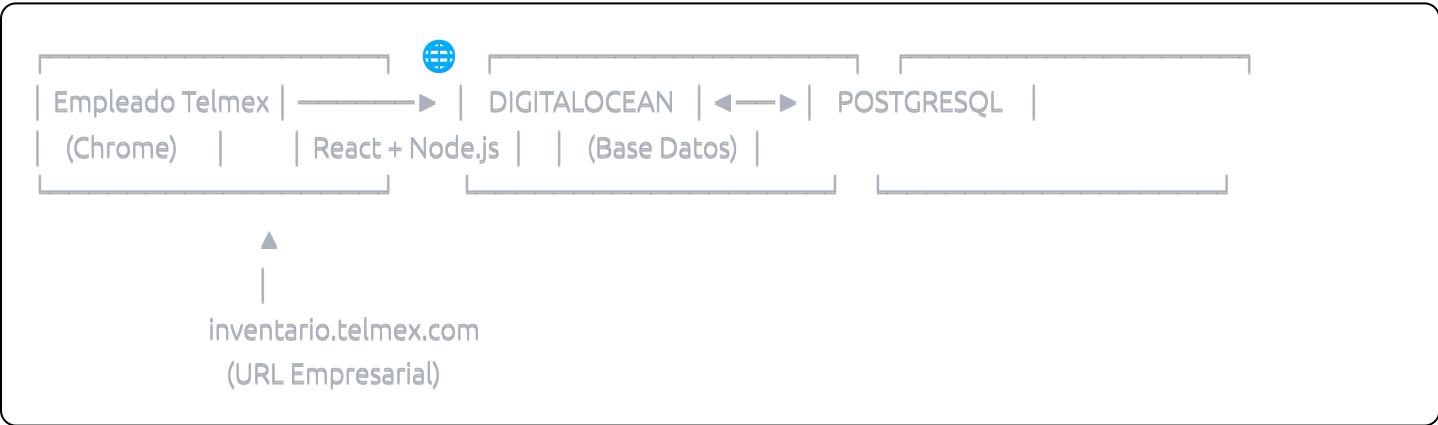 Empleado Telmex DIGITALOCEAN POSTGRESQL
(Chrome) React + Node.js (Base Datos)
inventario.telmex.com
(URL Empresarial)